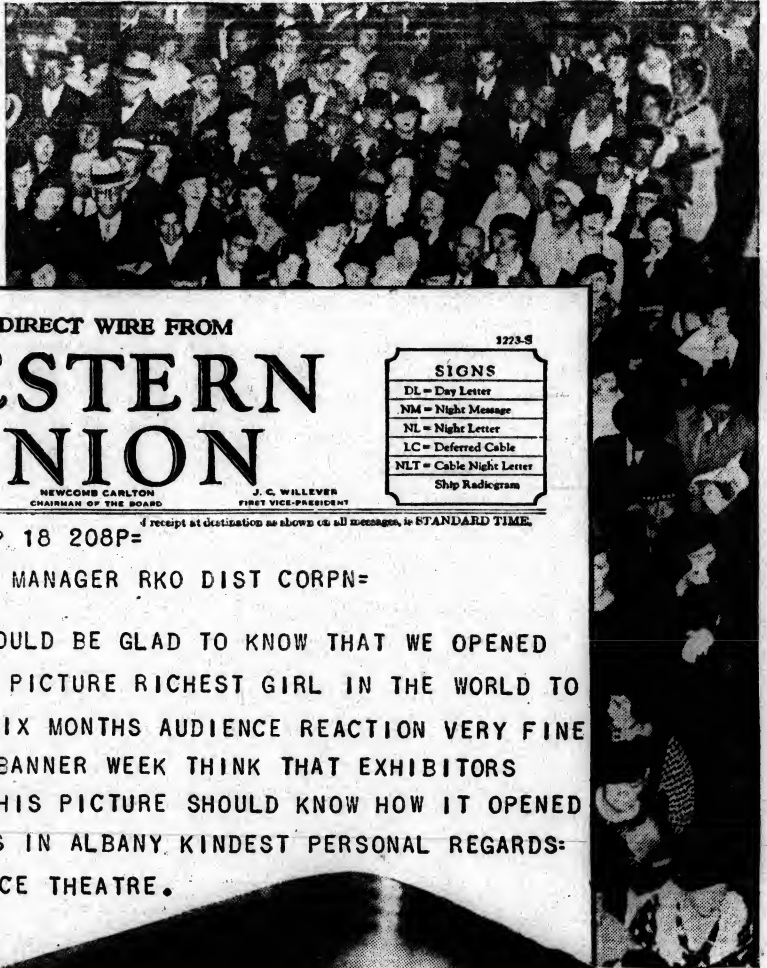 DIRECT WIRE FROM
STERN
NION
NEWCOMB CARLTON
CHAIRMAN OF THE BOARD
J. C. WILLEVER
FIRST VICE-PRESIDENT
1223-S
SIGNS
DL = Day Letter
NM = Night Message
NL = Night Letter
LC = Deferred Cable
NLT = Cable Night Letter
Ship Radiogram
f receipt at destination as shown on all messages, is STANDARD TIME.
P 18 208P=
MANAGER RKO DIST CORPN=
OULD BE GLAD TO KNOW THAT WE OPENED
PICTURE RICHEST GIRL IN THE WORLD TO
IX MONTHS AUDIENCE REACTION VERY FINE
BANNER WEEK THINK THAT EXHIBITORS
HIS PICTURE SHOULD KNOW HOW IT OPENED
S IN ALBANY KINDEST PERSONAL REGARDS=
CE THEATRE.